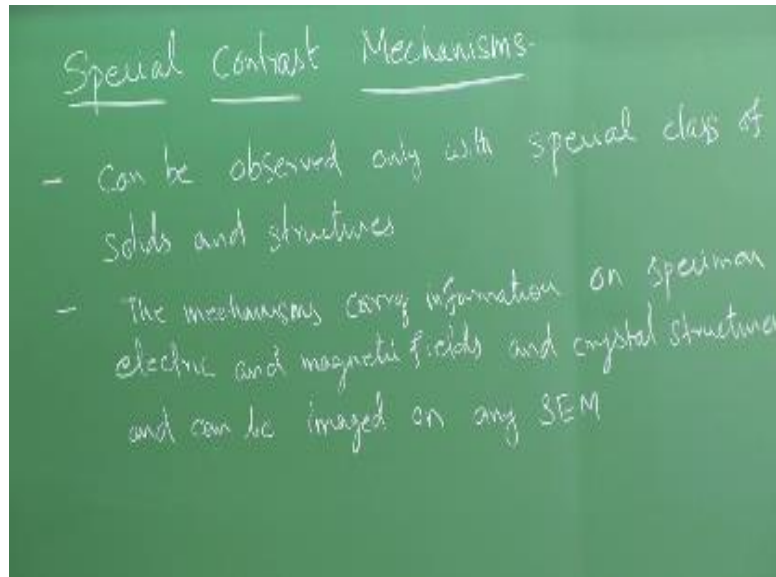 Special Contrast Mechanisms
- Can be observed only with special class of
solids and structures
- The mechanisms carry information on specimen
electric and magnetic fields and crystal structures
and can be imaged on any SEM